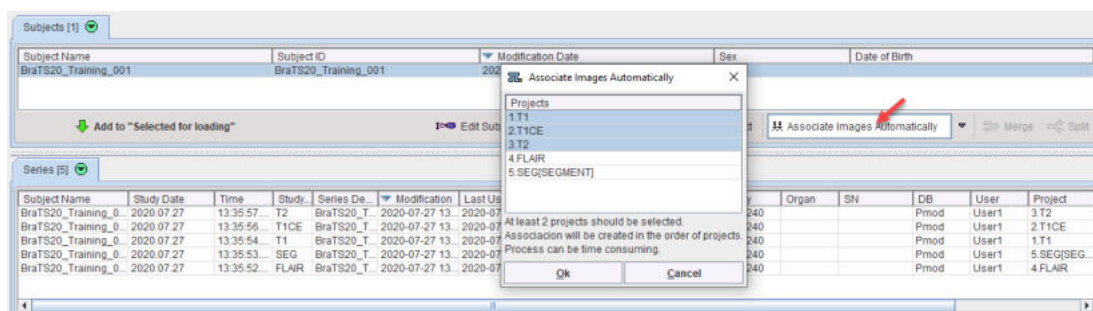 Subjects [1]
Subject Name Subject ID Modification Date Sex Date of Birth
BraTS20_Training_001 BraTS20_Training_001 202
Associate Images Automatically
Projects
1.T1
2.T1CE
3.T2
4.FLAIR
5.SEG[SEGMENT]
At least 2 projects should be selected.
Associacion will be created in the order of projects.
Process can be time consuming.
Ok Cancel
Add to "Selected for loading" Edit Sub Associate Images Automatically Merge Split
Series [5]
Subject Name Study Date Time Study... Series De... Modification Last Us Organ SN DB User Project
BraTS20_Training_0... 2020.07.27 13:35:57... T2 BraTS20_T... 2020-07-27 13... 2020-07 240 Pmod User1 3.T2
BraTS20_Training_0... 2020.07.27 13:35:56... T1CE BraTS20_T... 2020-07-27 13... 2020-07 240 Pmod User1 2.T1CE
BraTS20_Training_0... 2020.07.27 13:35:54... T1 BraTS20_T... 2020-07-27 13... 2020-07 240 Pmod User1 1.T1
BraTS20_Training_0... 2020.07.27 13:35:53... SEG BraTS20_T... 2020-07-27 13... 2020-07 240 Pmod User1 5.SEG[SEG...
BraTS20_Training_0... 2020.07.27 13:35:52... FLAIR BraTS20_T... 2020-07-27 13... 2020-07 240 Pmod User1 4.FLAIR